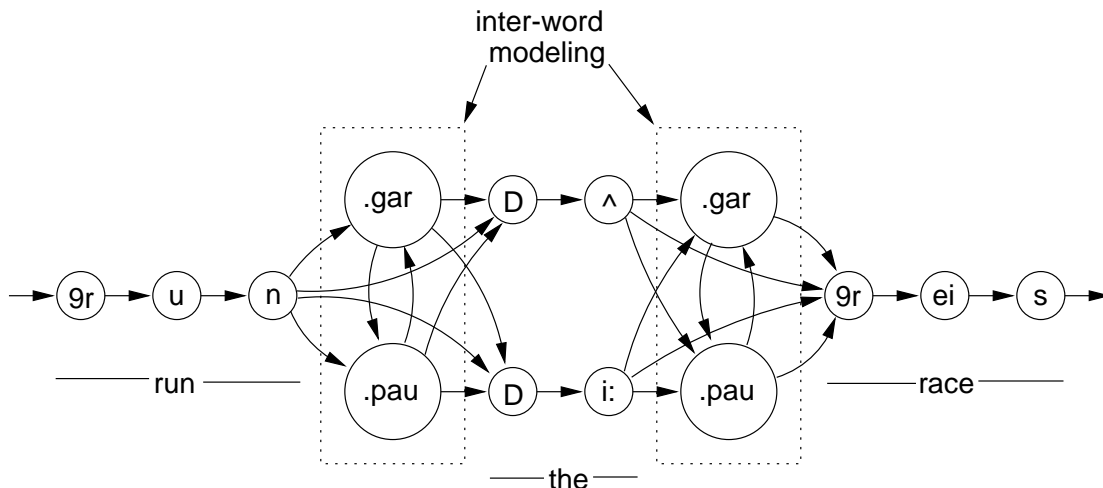 inter-word
modeling
.gar
D
^
.gar
9r
u
n
9r
ei
s
.pau
D
i:
.pau
run
the
race